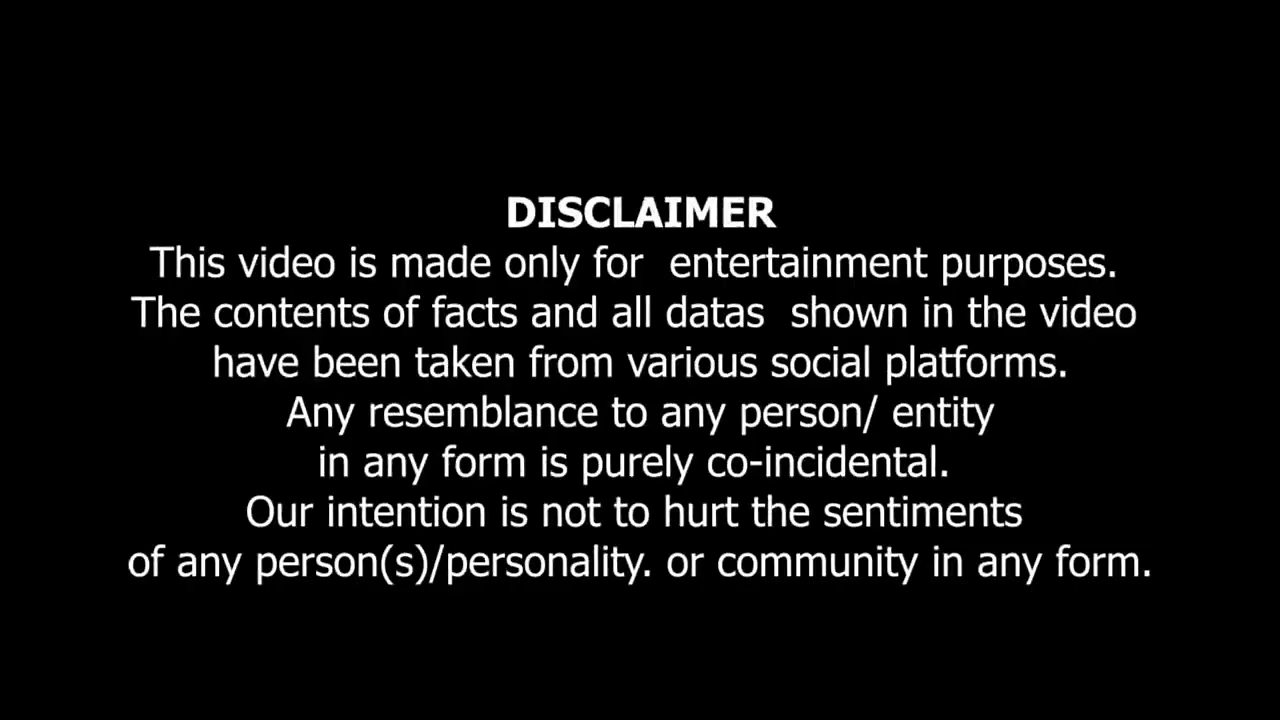 DISCLAIMER
This video is made only for  entertainment purposes.
The contents of facts and all datas  shown in the video
have been taken from various social platforms.
Any resemblance to any person/ entity
in any form is purely co-incidental.
Our intention is not to hurt the sentiments
of any person(s)/personality. or community in any form.